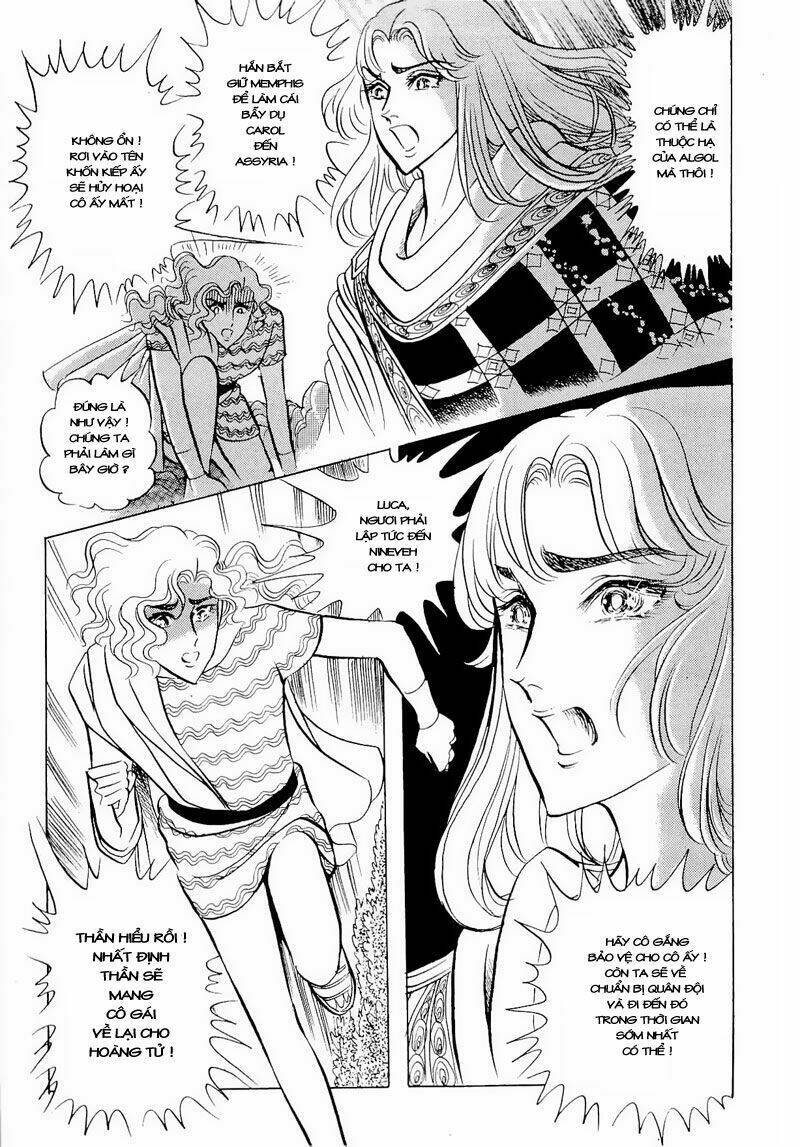 CHÚNG CHỈ
CÓ THỂ LÀ
THUỘC HẠ
CỦA ALGOL
MÀ THÔI !
HẮN BẮT
GIỮ MEMPHIS
ĐỂ LÀM CÁI
BẪY DỤ
CAROL
ĐẾN
ASSYRIA !
KHÔNG ỔN !
RƠI VÀO TÊN
KHỐN KIẾP ẤY
SẼ HỦY HOẠI
CÔ ẤY MẤT !
ĐÚNG LÀ
NHƯ VẬY !
CHÚNG TA
PHẢI LÀM GÌ
BÂY GIỜ ?
LUCA,
NGƯƠI PHẢI
LẬP TỨC ĐẾN
NINEVEH
CHO TA !
HÃY CỐ GẮNG
BẢO VỆ CHO CÔ ẤY !
CÒN TA SẼ VỀ
CHUẨN BỊ QUÂN ĐỘI
VÀ ĐI ĐẾN ĐÓ
TRONG THỜI GIAN
SỚM NHẤT
CÓ THỂ !
THẦN HIỂU RỒI !
NHẤT ĐỊNH
THẦN SẼ
MANG
CÔ GÁI
VỀ LẠI CHO
HOÀNG TỬ !